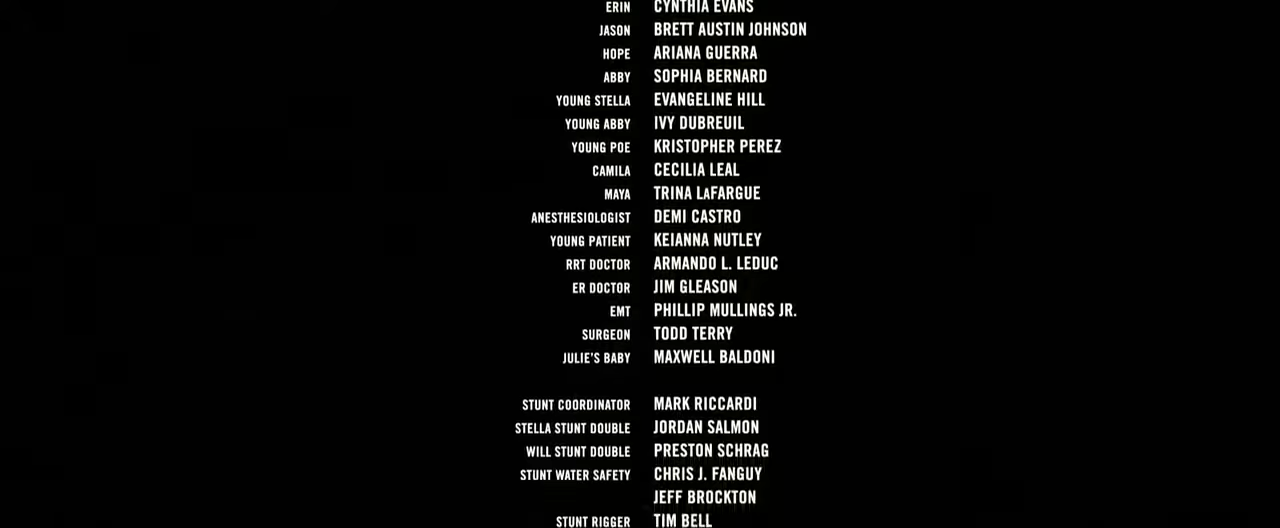 ERIN CYNTHIA EVANS
JASON BRETT AUSTIN JOHNSON
HOPE ARIANA GUERRA
ABBY SOPHIA BERNARD
YOUNG STELLA EVANGELINE HILL
YOUNG ABBY IVY DUBREUIL
YOUNG POE KRISTOPHER PEREZ
CAMILA CECILIA LEAL
MAYA TRINA LaFARGUE
ANESTHESIOLOGIST DEMI CASTRO
YOUNG PATIENT KEIANNA NUTLEY
RRT DOCTOR ARMANDO L. LEDUC
ER DOCTOR JIM GLEASON
EMT PHILLIP MULLINGS JR.
SURGEON TODD TERRY
JULIE'S BABY MAXWELL BALDONI
STUNT COORDINATOR MARK RICCARDI
STELLA STUNT DOUBLE JORDAN SALMON
WILL STUNT DOUBLE PRESTON SCHRAG
STUNT WATER SAFETY CHRIS J. FANGUY
JEFF BROCKTON
STUNT RIGGER TIM BELL